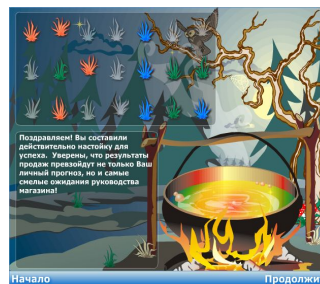 Поздравляем! Вы составили
действительно настойку для
успеха.  Уверены, что результаты
продаж превзойдут не только Ваш
личный прогноз, но и самые
смелые ожидания руководства
магазина!
Начало
Продолжи